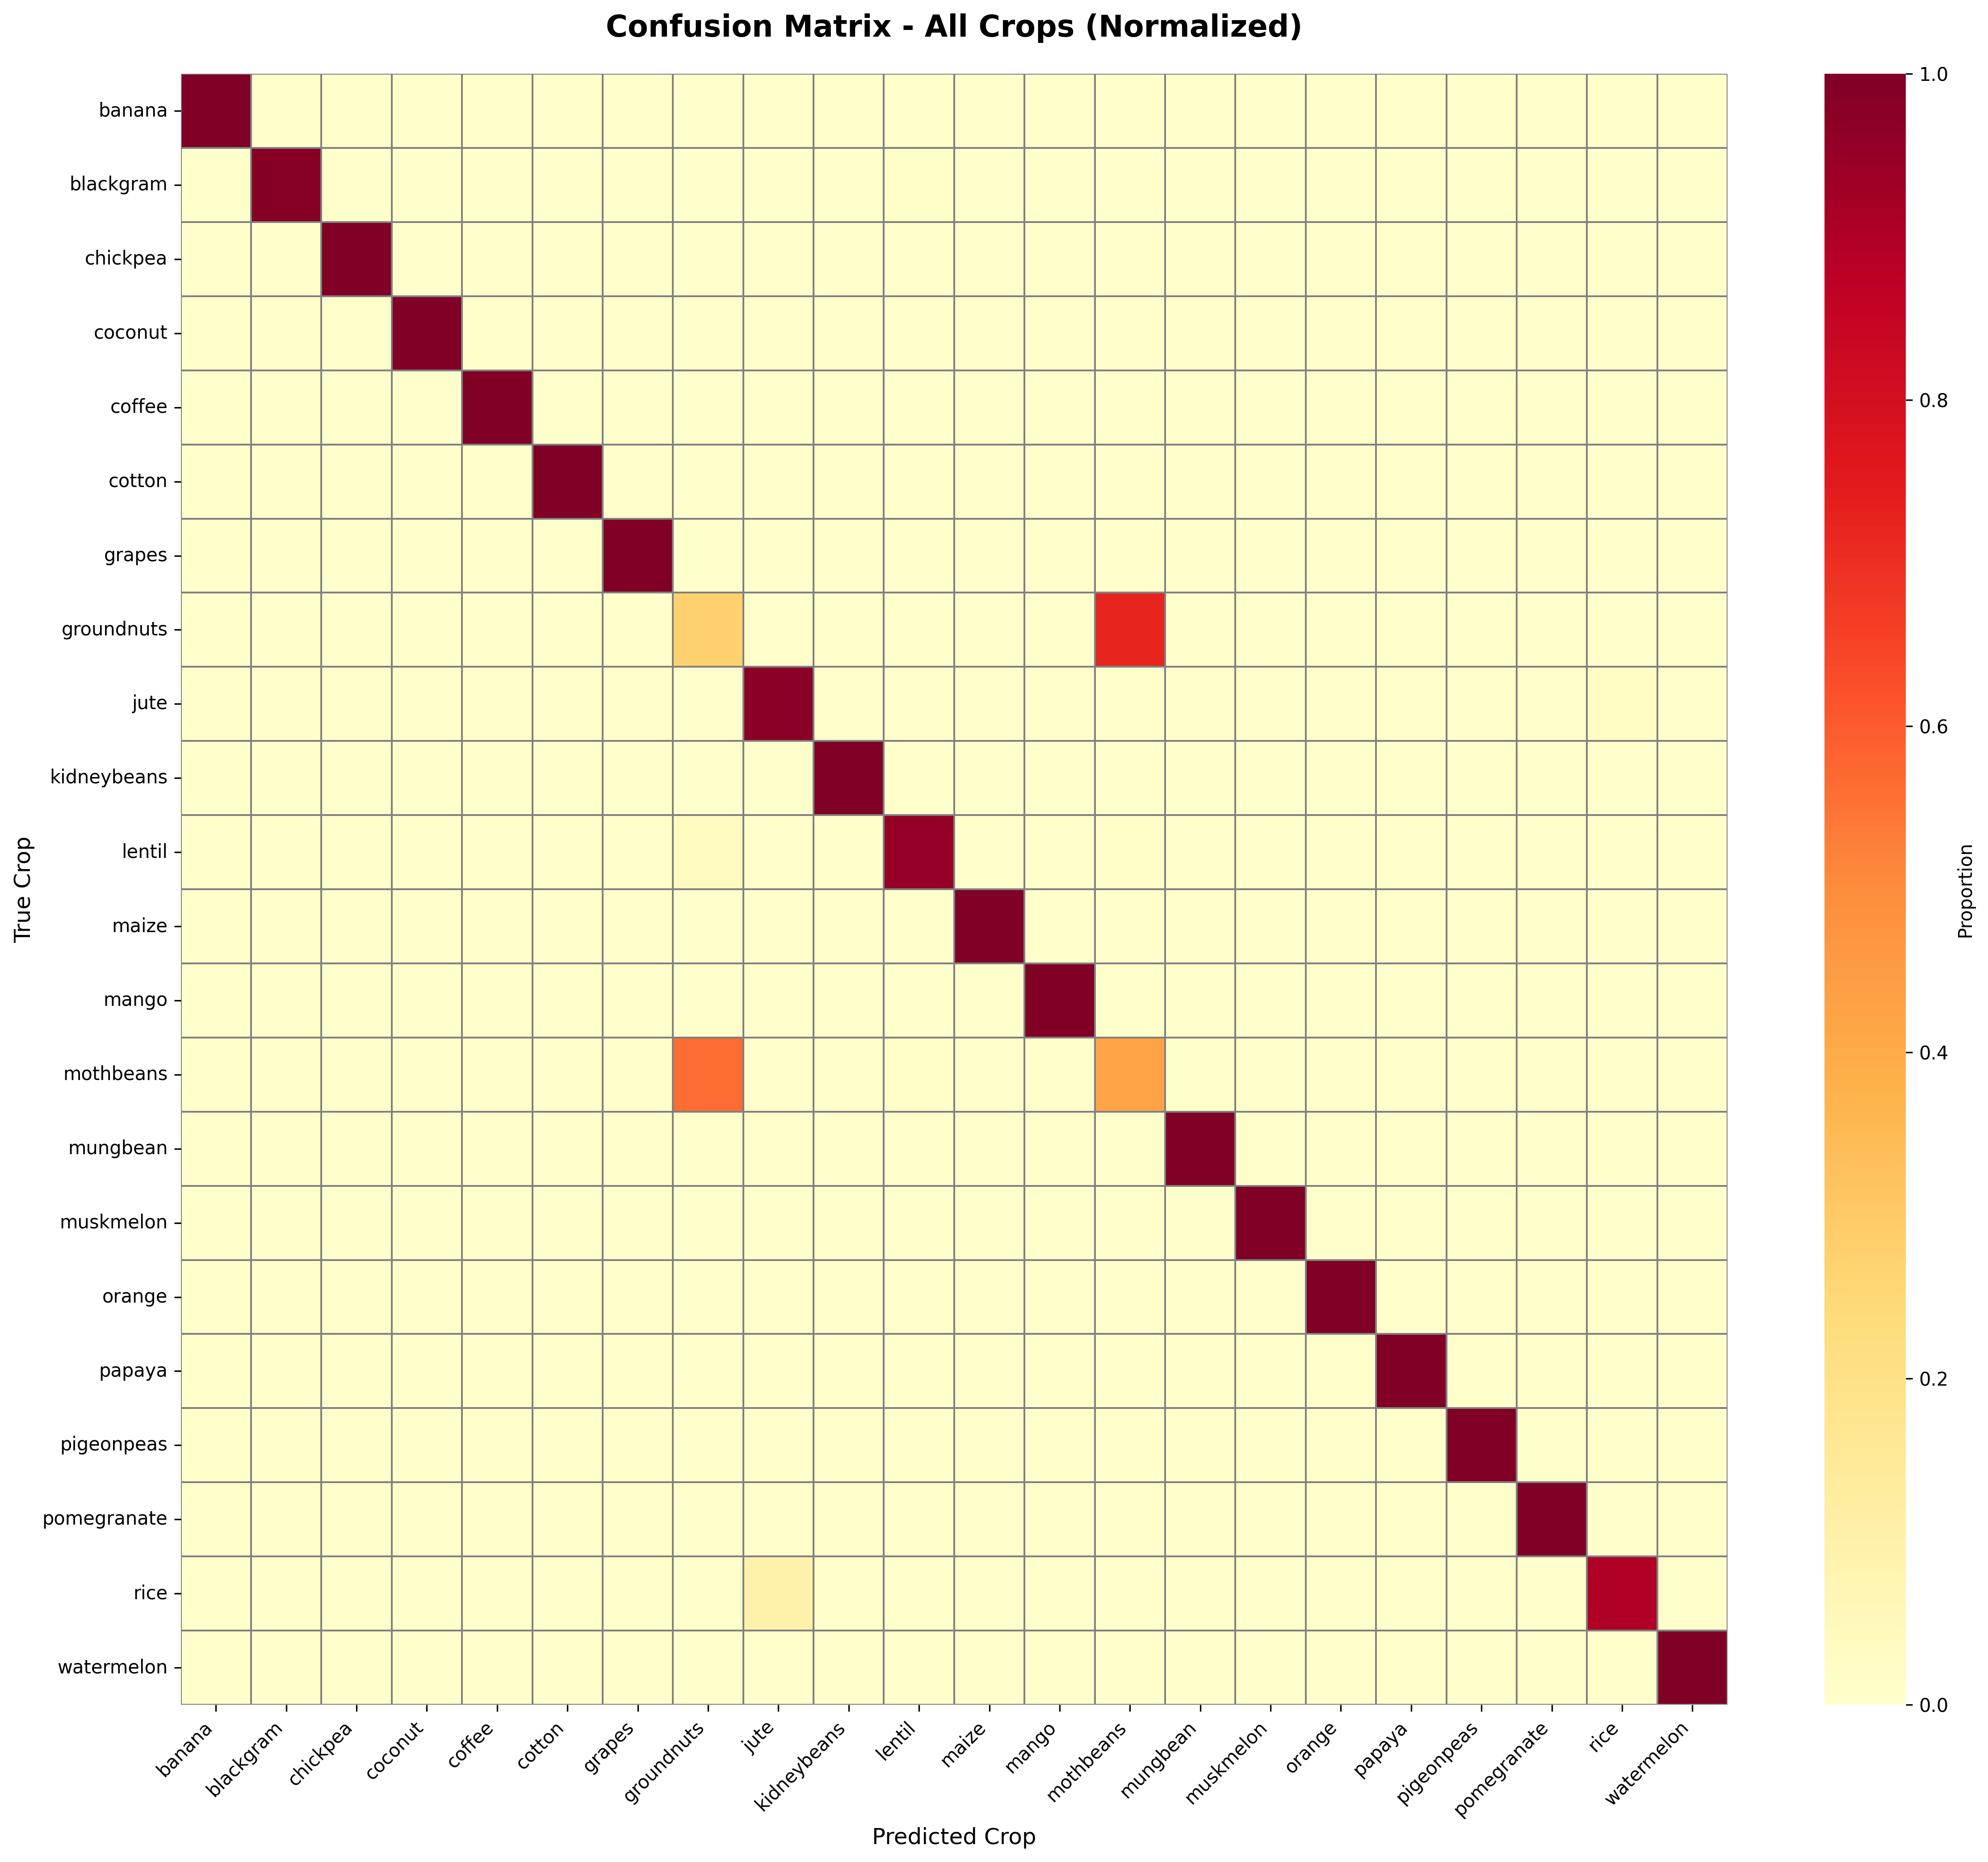 Confusion Matrix - All Crops (Normalized)
True Crop
banana
blackgram
chickpea
coconut
coffee
cotton
grapes
groundnuts
jute
kidneybeans
lentil
maize
mango
mothbeans
mungbean
muskmelon
orange
papaya
pigeonpeas
pomegranate
rice
watermelon
banana
blackgram
chickpea
coconut
coffee
cotton
grapes
groundnuts
jute
kidneybeans
lentil
maize
mango
mothbeans
mungbean
muskmelon
orange
papaya
pigeonpeas
pomegranate
rice
watermelon
Predicted Crop
1.0
0.8
0.6
0.4
0.2
0.0
Proportion